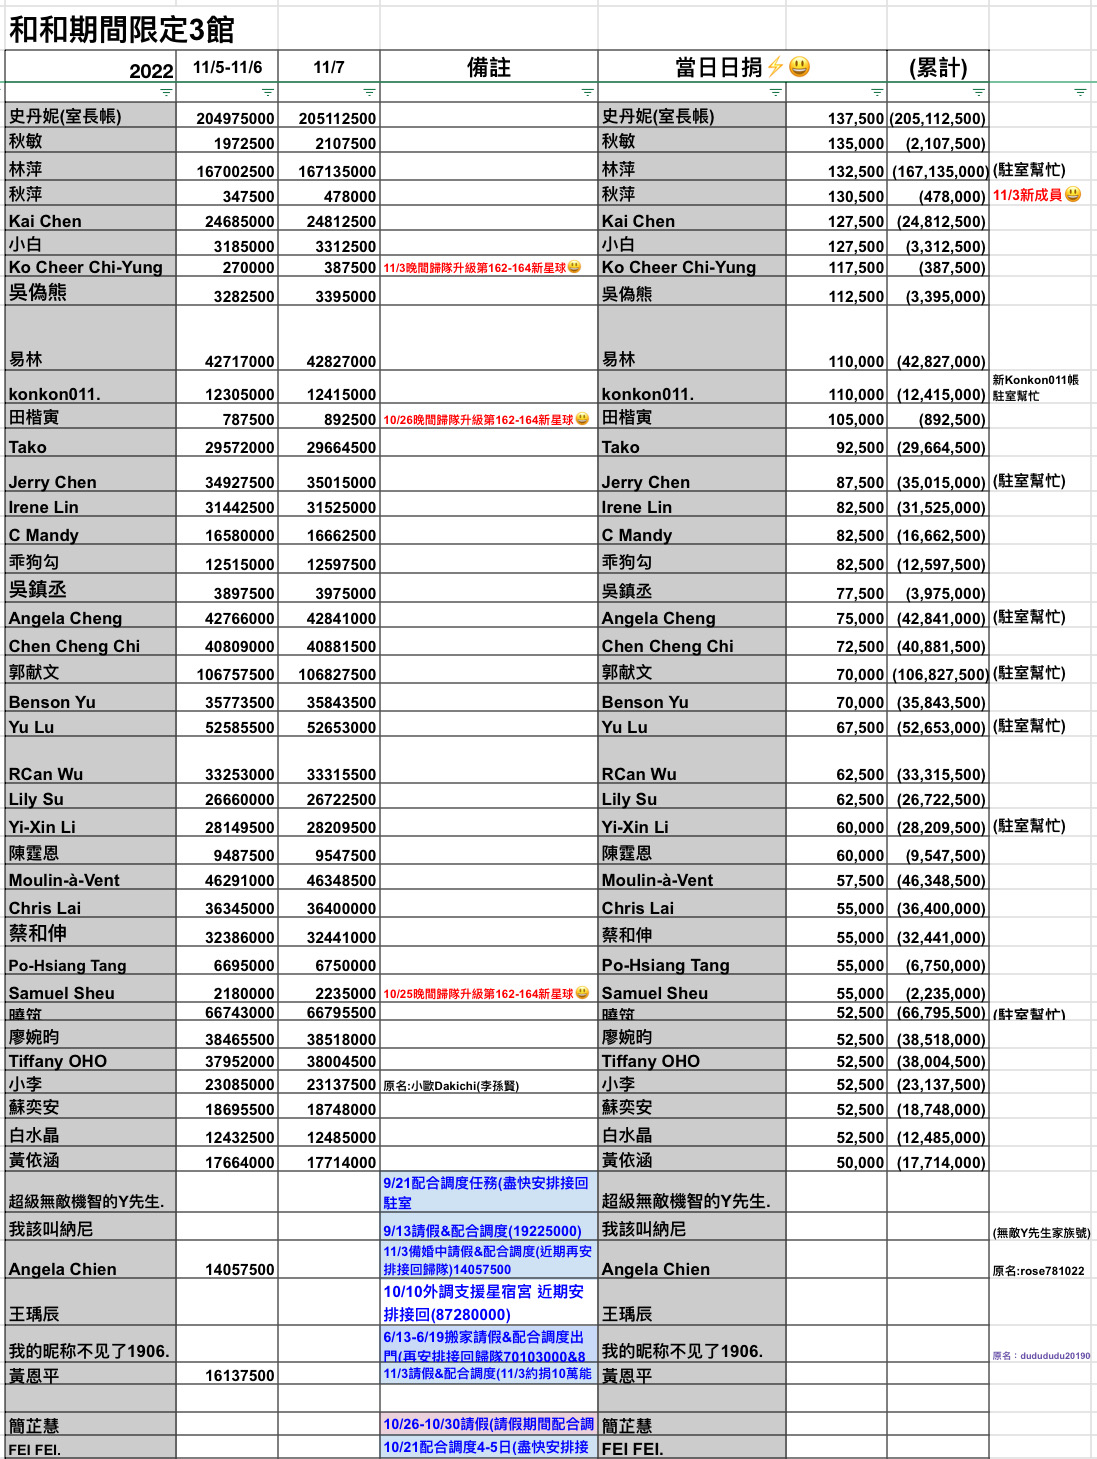 和和期間限定3館
2022 11/5-11/6 11/7 備註 當日日捐⚡😃 (累計)
史丹妮(室長帳) 204975000 205112500 史丹妮(室長帳) 137,500 (205,112,500)
秋敏 1972500 2107500 秋敏 135,000 (2,107,500)
林萍 167002500 167135000 林萍 132,500 (167,135,000) (駐室幫忙)
秋萍 347500 478000 秋萍 130,500 (478,000) 11/3新成員😃
Kai Chen 24685000 24812500 Kai Chen 127,500 (24,812,500)
小白 3185000 3312500 小白 127,500 (3,312,500)
Ko Cheer Chi-Yung 270000 387500 11/3晚間歸隊升級第162-164新星球😃 Ko Cheer Chi-Yung 117,500 (387,500)
吳偽熊 3282500 3395000 吳偽熊 112,500 (3,395,000)
易林 42717000 42827000 易林 110,000 (42,827,000)
konkon011. 12305000 12415000 konkon011. 110,000 (12,415,000) 新Konkon011帳
駐室幫忙
田楷寅 787500 892500 10/26晚間歸隊升級第162-164新星球😃 田楷寅 105,000 (892,500)
Tako 29572000 29664500 Tako 92,500 (29,664,500)
Jerry Chen 34927500 35015000 Jerry Chen 87,500 (35,015,000) (駐室幫忙)
Irene Lin 31442500 31525000 Irene Lin 82,500 (31,525,000)
C Mandy 16580000 16662500 C Mandy 82,500 (16,662,500)
乖狗勾 12515000 12597500 乖狗勾 82,500 (12,597,500)
吳鎮丞 3897500 3975000 吳鎮丞 77,500 (3,975,000)
Angela Cheng 42766000 42841000 Angela Cheng 75,000 (42,841,000) (駐室幫忙)
Chen Cheng Chi 40809000 40881500 Chen Cheng Chi 72,500 (40,881,500)
郭献文 106757500 106827500 郭献文 70,000 (106,827,500) (駐室幫忙)
Benson Yu 35773500 35843500 Benson Yu 70,000 (35,843,500)
Yu Lu 52585500 52653000 Yu Lu 67,500 (52,653,000) (駐室幫忙)
RCan Wu 33253000 33315500 RCan Wu 62,500 (33,315,500)
Lily Su 26660000 26722500 Lily Su 62,500 (26,722,500)
Yi-Xin Li 28149500 28209500 Yi-Xin Li 60,000 (28,209,500) (駐室幫忙)
陳霆恩 9487500 9547500 陳霆恩 60,000 (9,547,500)
Moulin-à-Vent 46291000 46348500 Moulin-à-Vent 57,500 (46,348,500)
Chris Lai 36345000 36400000 Chris Lai 55,000 (36,400,000)
蔡和伸 32386000 32441000 蔡和伸 55,000 (32,441,000)
Po-Hsiang Tang 6695000 6750000 Po-Hsiang Tang 55,000 (6,750,000)
Samuel Sheu 2180000 2235000 10/25晚間歸隊升級第162-164新星球😃 Samuel Sheu 55,000 (2,235,000)
曉筑 66743000 66795500 曉筑 52,500 (66,795,500) (駐室幫忙)
廖婉昀 38465500 38518000 廖婉昀 52,500 (38,518,000)
Tiffany OHO 37952000 38004500 Tiffany OHO 52,500 (38,004,500)
小李 23085000 23137500 原名:小歐Dakichi(李孫賢) 小李 52,500 (23,137,500)
蘇奕安 18695500 18748000 蘇奕安 52,500 (18,748,000)
白水晶 12432500 12485000 白水晶 52,500 (12,485,000)
黃依涵 17664000 17714000 黃依涵 50,000 (17,714,000)
超級無敵機智的Y先生. 9/21配合調度任務(盡快安排接回
駐室 超級無敵機智的Y先生.
我該叫納尼 9/13請假&配合調度(19225000) 我該叫納尼 (無敵Y先生家族號)
Angela Chien 14057500 11/3備婚中請假&配合調度(近期再安
排接回歸隊)14057500 Angela Chien 原名:rose781022
王瑀辰 10/10外調支援星宿宮 近期安
排接回(87280000) 王瑀辰
我的昵称不见了1906. 6/13-6/19搬家請假&配合調度出
門(再安排接回歸隊70103000&8 我的昵称不见了1906. 原名：dudududu20190
黃恩平 16137500 11/3請假&配合調度(11/3約捐10萬能 黃恩平
簡芷慧 10/26-10/30請假(請假期間配合調 簡芷慧
FEI FEI. 10/21配合調度4-5日(盡快安排接 FEI FEI.